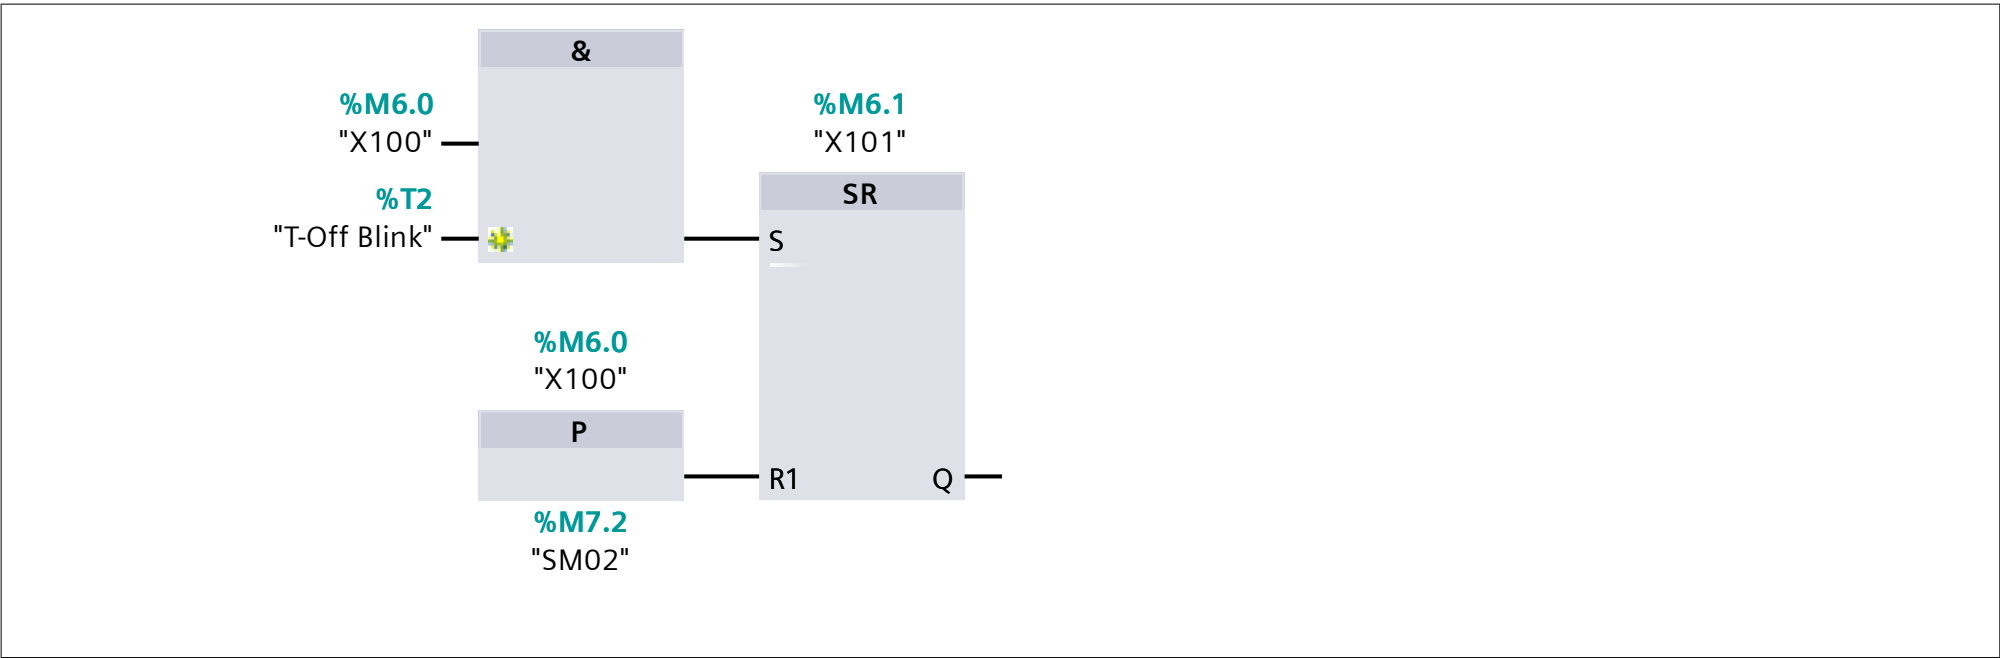 &
%M6.0
"X100"
%T2
"T-Off Blink"
%M6.1
"X101"
SR
S
%M6.0
"X100"
P
R1
Q
%M7.2
"SM02"